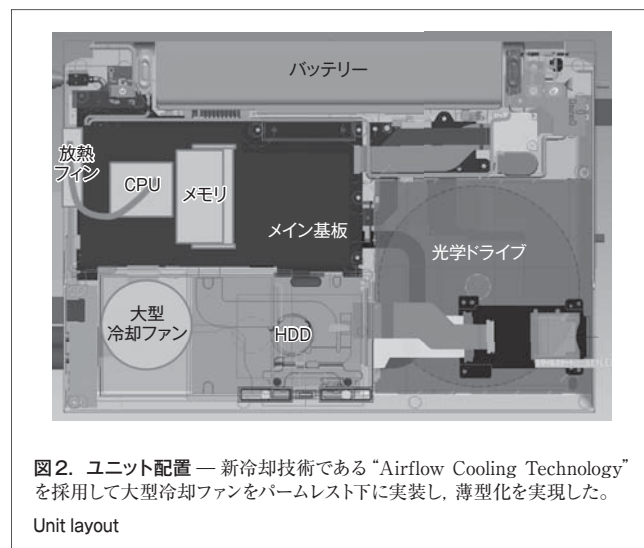 バッテリー
放熱
フィン
CPU
メモリ
メイン基板
光学ドライブ
大型
冷却ファン
HDD
図2. ユニット配置 — 新冷却技術である“Airflow Cooling Technology”
を採用して大型冷却ファンをパームレスト下に実装し，薄型化を実現した。
Unit layout